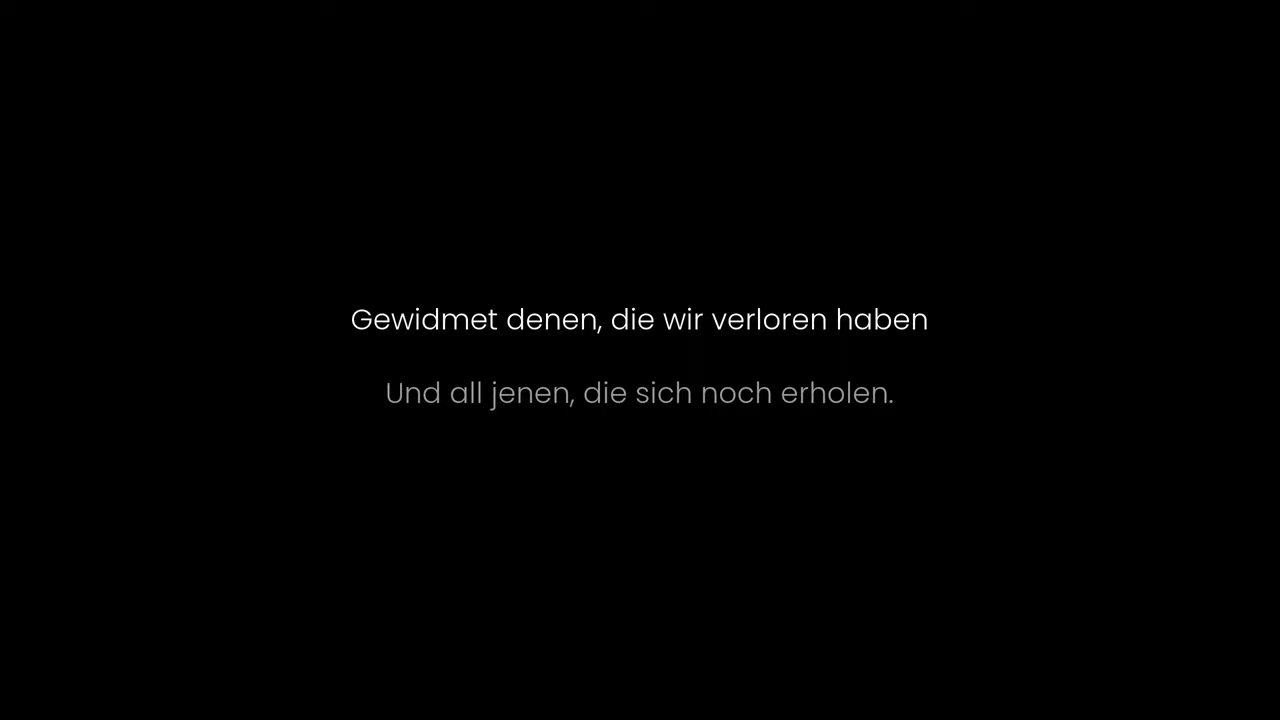 Gewidmet denen, die wir verloren haben
Und all jenen, die sich noch erholen.